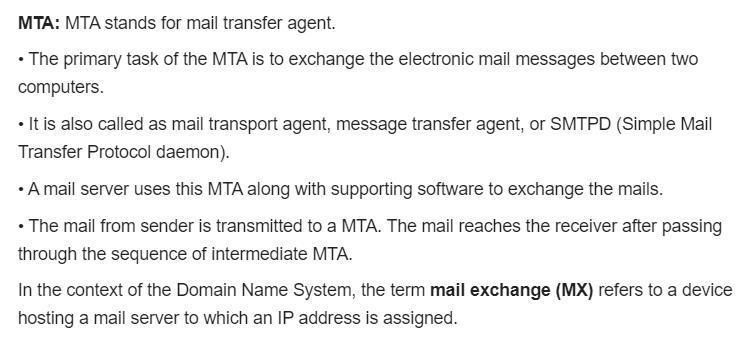 MTA: MTA stands for mail transfer agent.
• The primary task of the MTA is to exchange the electronic mail messages between two
computers.
• It is also called as mail transport agent, message transfer agent, or SMTPD (Simple Mail
Transfer Protocol daemon).
• A mail server uses this MTA along with supporting software to exchange the mails.
• The mail from sender is transmitted to a MTA. The mail reaches the receiver after passing
through the sequence of intermediate MTA.
In the context of the Domain Name System, the term mail exchange (MX) refers to a device
hosting a mail server to which an IP address is assigned.